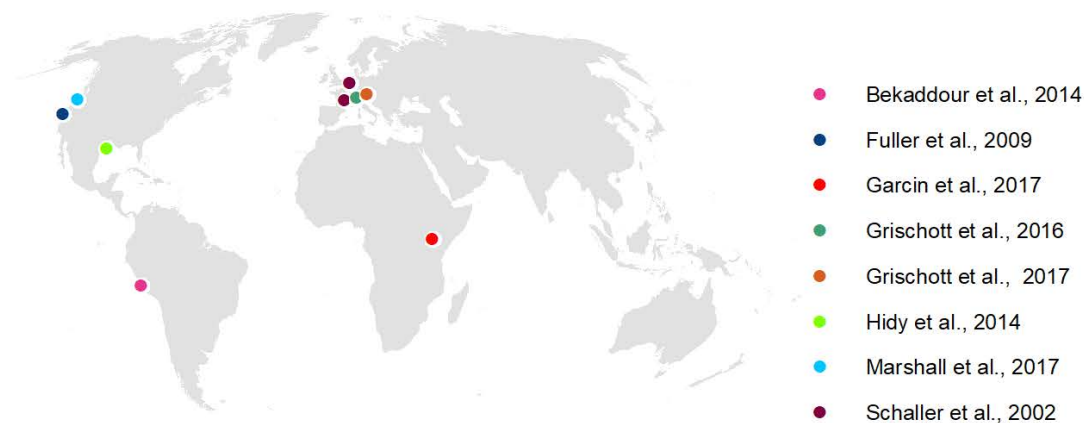 Bekaddour et al., 2014
Fuller et al., 2009
Garcin et al., 2017
Grischott et al., 2016
Grischott et al., 2017
Hidy et al., 2014
Marshall et al., 2017
Schaller et al., 2002